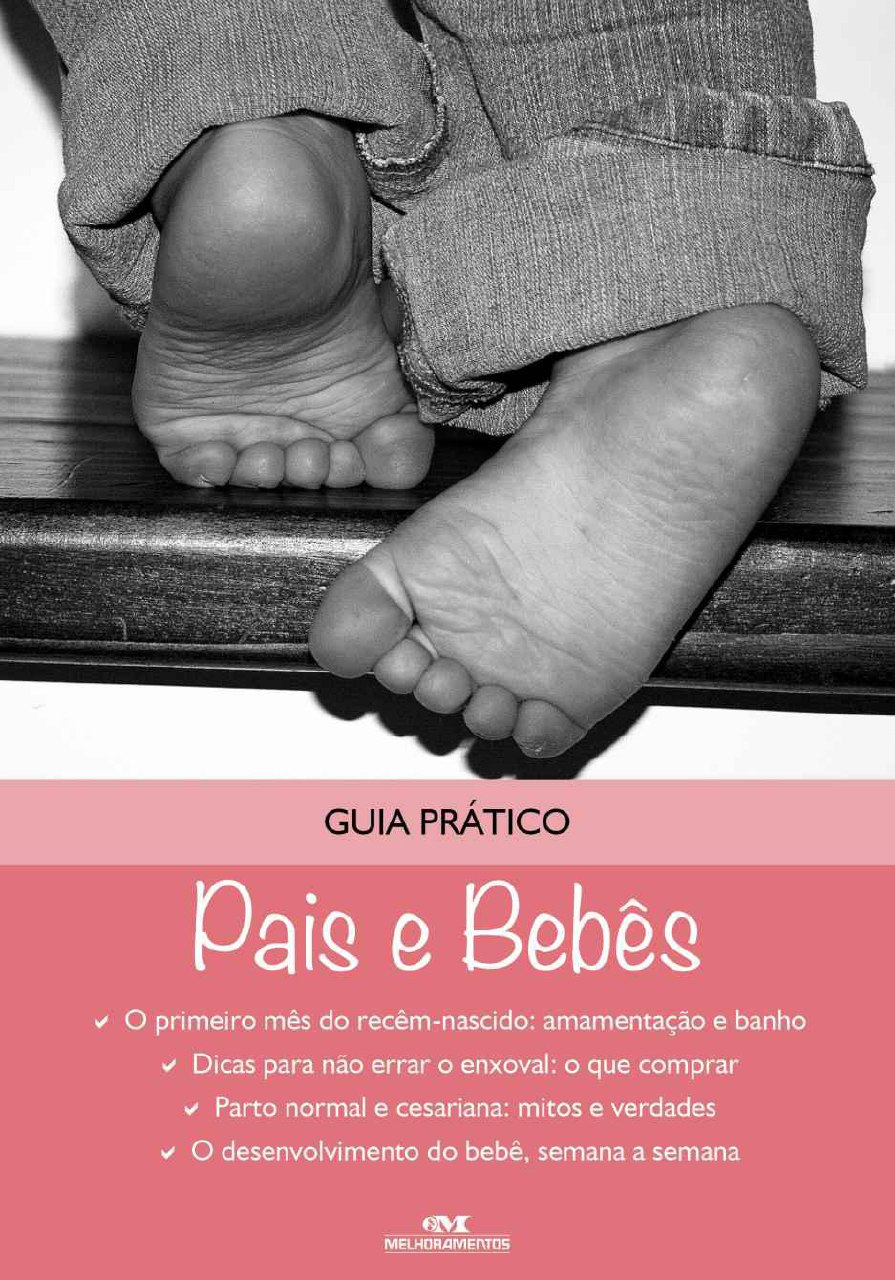 GUIA PRÁTICO
Pais e Bebês
O primeiro mês do recém-nascido: amamentação e banho
Dicas para não errar o enxoval: o que comprar
Parto normal e cesariana: mitos e verdades
O desenvolvimento do bebê, semana a semana
MELHORAMENTOS